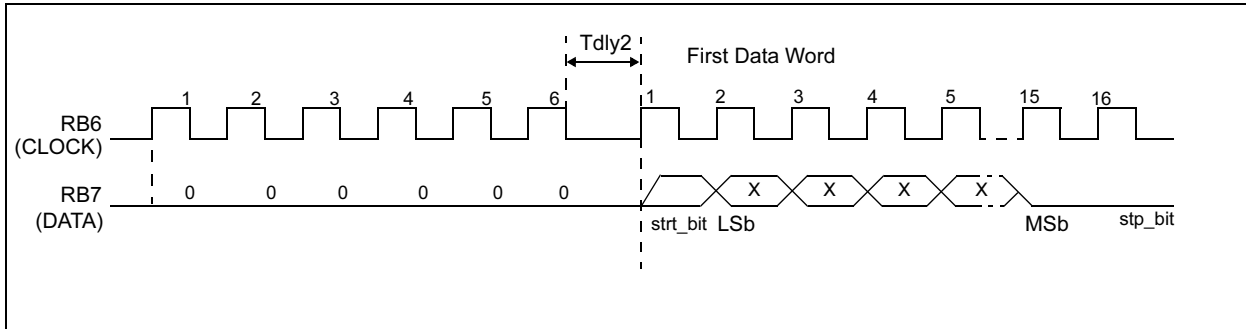 Tdly2
First Data Word
1 2 3 4 5 6 1 2 3 4 5 15 16
RB6
(CLOCK)
RB7
(DATA)
0 0 0 0 0 0 X X X X
strt_bit LSb MSb stp_bit